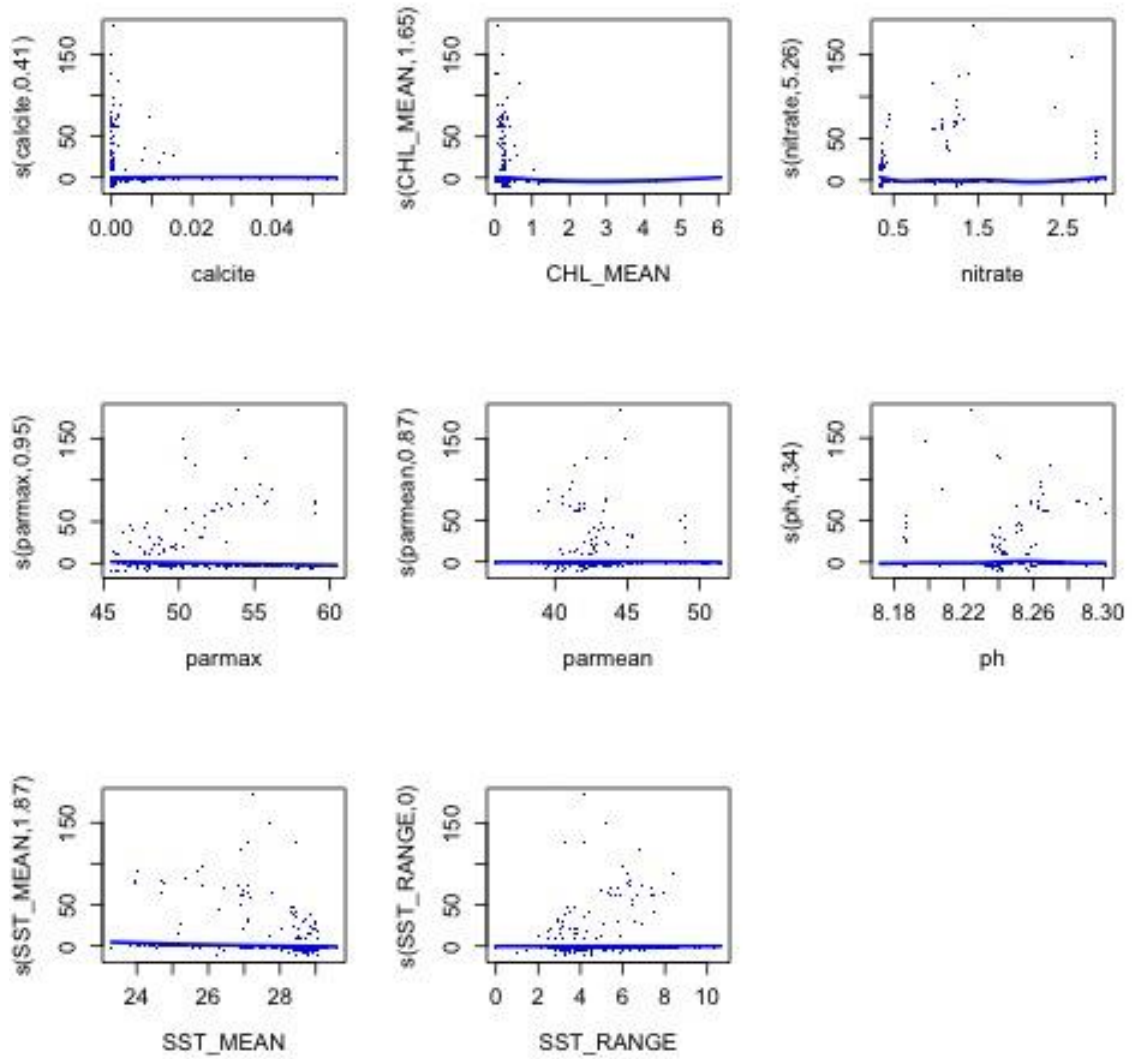 s(calcite,0.41)
150
50
0
0.00 0.02 0.04
calcite
s(CHL_MEAN,1.65)
150
50
0
0 1 2 3 4 5 6
CHL_MEAN
s(nitrate,5.26)
150
50
0
0.5 1.5 2.5
nitrate
s(parmax,0.95)
150
50
0
45 50 55 60
parmax
s(parmean,0.87)
150
50
0
40 45 50
parmean
s(ph,4.34)
150
50
0
8.18 8.22 8.26 8.30
ph
s(SST_MEAN,1.87)
150
50
0
24 26 28
SST_MEAN
s(SST_RANGE,0)
150
50
0
0 2 4 6 8 10
SST_RANGE